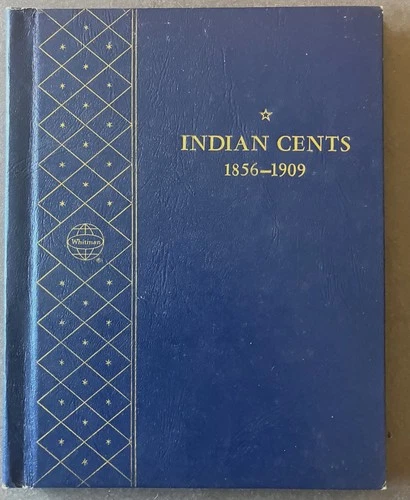 INDIAN CENTS
1856–1909
Whitman
®